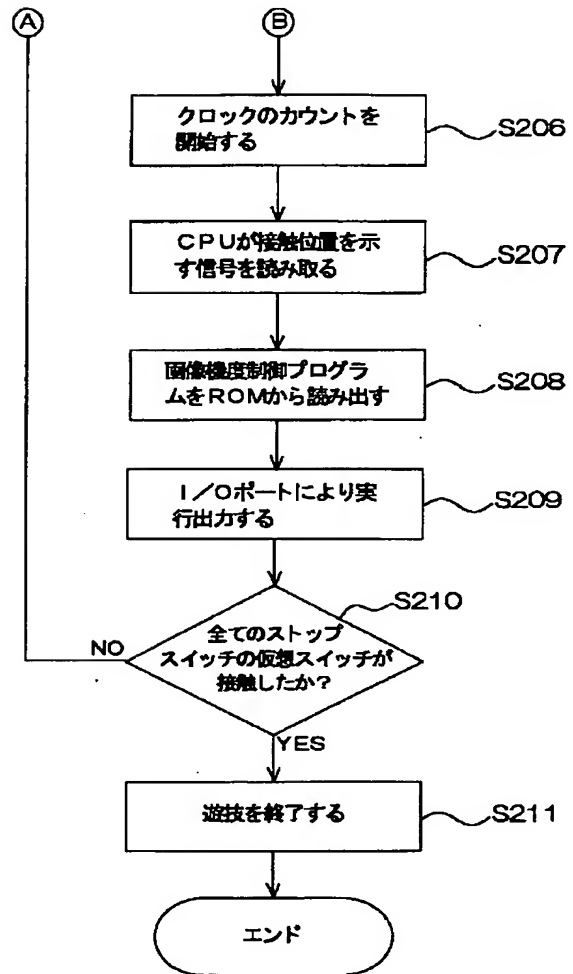 A
B
クロックのカウントを
開始する
S206
CPUが接触位置を示
す信号を読み取る
S207
画像機度制御プログラ
ムをROMから読み出す
S208
I/Oポートにより実
行出力する
S209
S210
全てのストップ
スイッチの仮想スイッチが
接触したか?
NO
YES
遊技を終了する
S211
エンド